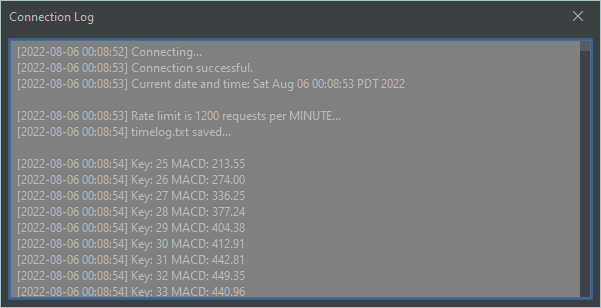 Connection Log
[2022-08-06 00:08:52] Connecting...
[2022-08-06 00:08:53] Connection successful.
[2022-08-06 00:08:53] Current date and time: Sat Aug 06 00:08:53 PDT 2022
[2022-08-06 00:08:53] Rate limit is 1200 requests per MINUTE...
[2022-08-06 00:08:54] timelog.txt saved...
[2022-08-06 00:08:54] Key: 25 MACD: 213.55
[2022-08-06 00:08:54] Key: 26 MACD: 274.00
[2022-08-06 00:08:54] Key: 27 MACD: 336.25
[2022-08-06 00:08:54] Key: 28 MACD: 377.24
[2022-08-06 00:08:54] Key: 29 MACD: 404.38
[2022-08-06 00:08:54] Key: 30 MACD: 412.91
[2022-08-06 00:08:54] Key: 31 MACD: 442.81
[2022-08-06 00:08:54] Key: 32 MACD: 449.35
[2022-08-06 00:08:54] Key: 33 MACD: 440.96